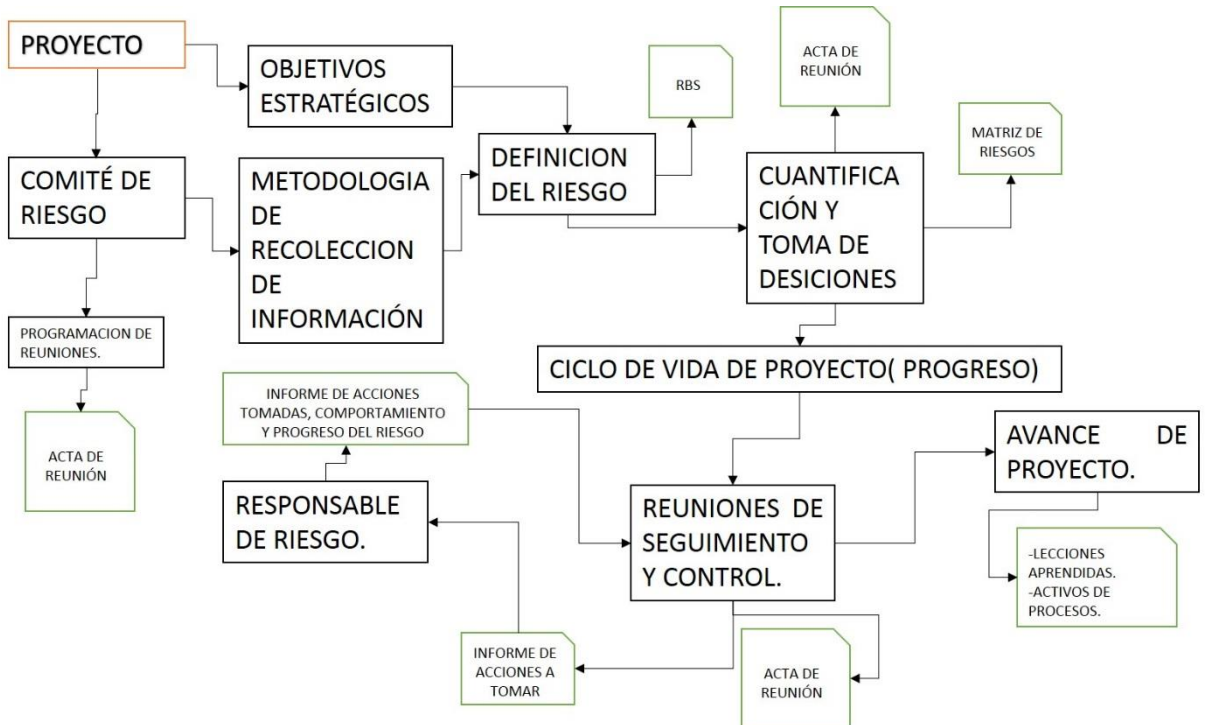 PROYECTO
OBJETIVOS
ESTRATÉGICOS
RBS
ACTA DE
REUNIÓN
MATRIZ DE
RIESGOS
COMITÉ DE
RIESGO
METODOLOGIA
DE
RECOLECCION
DE
INFORMACIÓN
DEFINICION
DEL RIESGO
CUANTIFICA
CIÓN Y
TOMA DE
DESICIONES
PROGRAMACION DE
REUNIONES.
ACTA DE
REUNIÓN
CICLO DE VIDA DE PROYECTO( PROGRESO)
INFORME DE ACCIONES
TOMADAS, COMPORTAMIENTO
Y PROGRESO DEL RIESGO
RESPONSABLE
DE RIESGO.
REUNIONES DE
SEGUIMIENTO
Y CONTROL.
AVANCE DE
PROYECTO.
-LECCIONES
APRENDIDAS.
-ACTIVOS DE
PROCESOS.
INFORME DE
ACCIONES A
TOMAR
ACTA DE
REUNIÓN